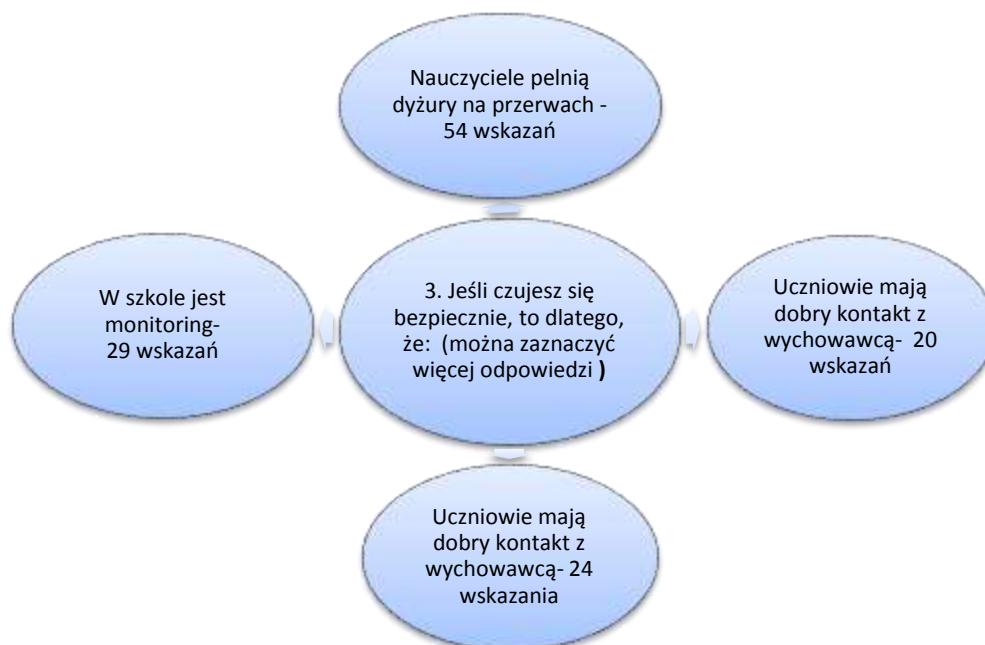 Nauczyciele pelnią
dyżury na przerwach -
54 wskazań
W szkole jest
monitoring-
29 wskazań
3. Jeśli czujesz się
bezpiecznie, to dlatego,
że:  (można zaznaczyć
więcej odpowiedzi )
Uczniowie mają
dobry kontakt z
wychowawcą-  20
wskazań
Uczniowie mają
dobry kontakt z
wychowawcą- 24
wskazania